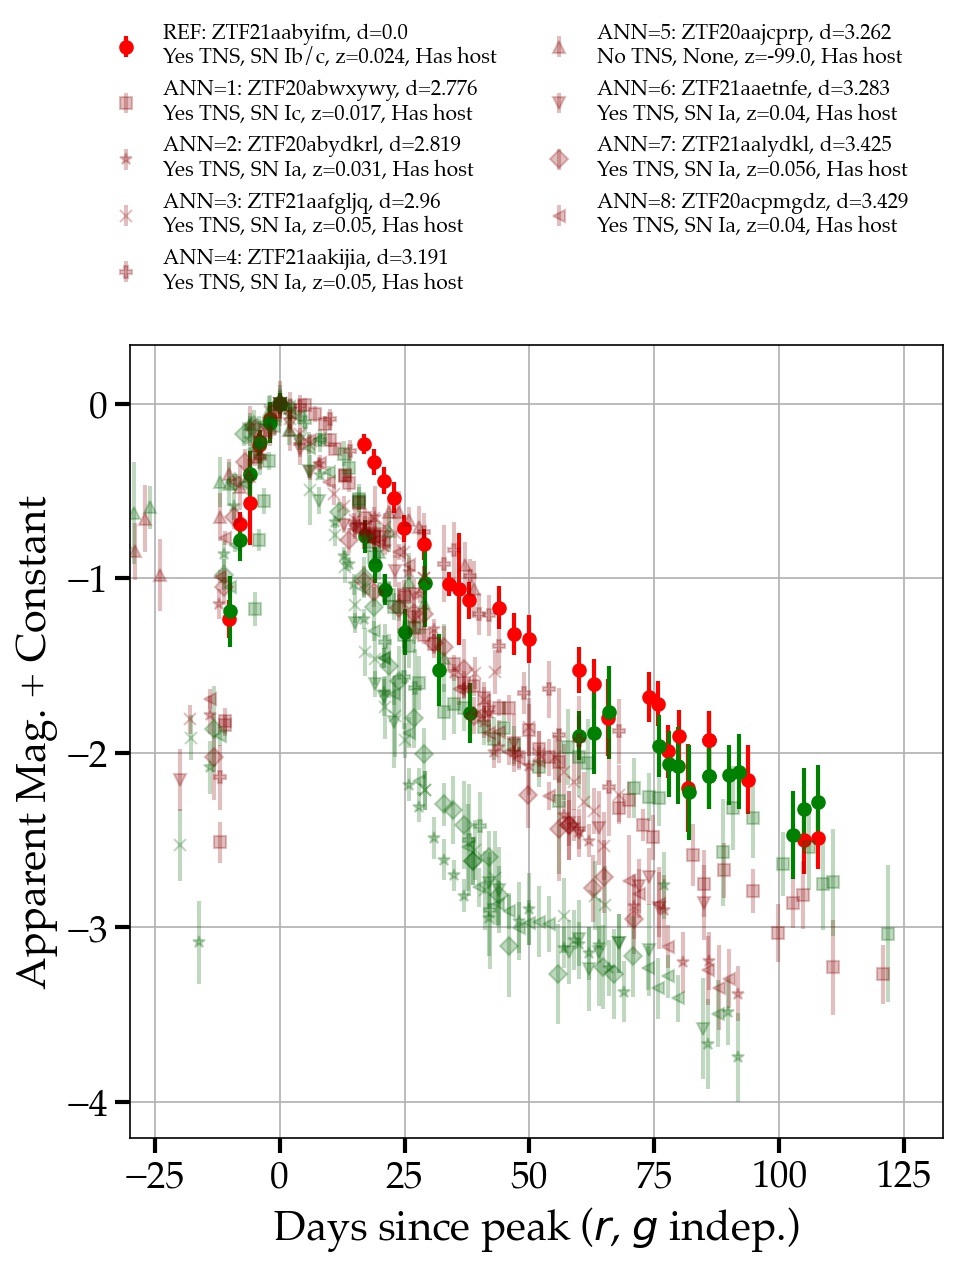 REF: ZTF21aabyifm, d=0.0
Yes TNS, SN Ib/c, z=0.024, Has host
ANN=1: ZTF20abwxywy, d=2.776
Yes TNS, SN Ic, z=0.017, Has host
ANN=2: ZTF20abydkrl, d=2.819
Yes TNS, SN Ia, z=0.031, Has host
ANN=3: ZTF21aafgljq, d=2.96
Yes TNS, SN Ia, z=0.05, Has host
ANN=4: ZTF21aakijia, d=3.191
Yes TNS, SN Ia, z=0.05, Has host
ANN=5: ZTF20aajcprp, d=3.262
No TNS, None, z=-99.0, Has host
ANN=6: ZTF21aaetnfe, d=3.283
Yes TNS, SN Ia, z=0.04, Has host
ANN=7: ZTF21aalydkl, d=3.425
Yes TNS, SN Ia, z=0.056, Has host
ANN=8: ZTF20acpmgdz, d=3.429
Yes TNS, SN Ia, z=0.04, Has host
Apparent Mag. + Constant
0
−1
−2
−3
−4
−25
0
25
50
75
100
125
Days since peak (r, g indep.)